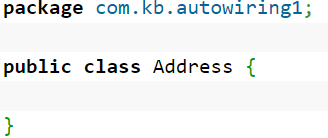 package com.kb.autowiring1;
public class Address {
}